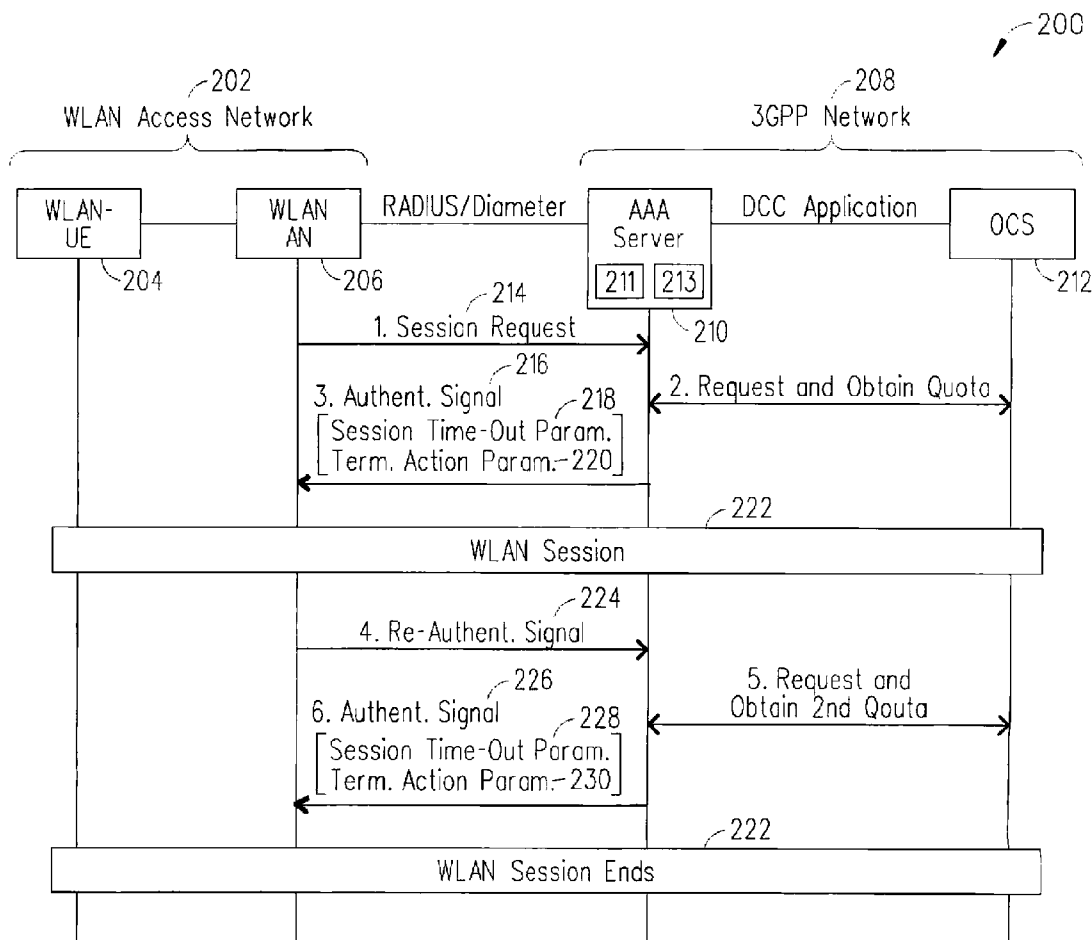 200
202
WLAN Access Network
208
3GPP Network
WLAN-
UE
204
WLAN
AN
206
RADIUS/Diameter
AAA
Server
211 213
210
DCC Application
OCS
212
214
1. Session Request
2. Request and Obtain Quota
216
3. Authent. Signal
218
Session Time-Out Param.
Term. Action Param. 220
222
WLAN Session
224
4. Re-Authent. Signal
5. Request and
Obtain 2nd Qouta
226
6. Authent. Signal
228
Session Time-Out Param.
Term. Action Param. 230
222
WLAN Session Ends